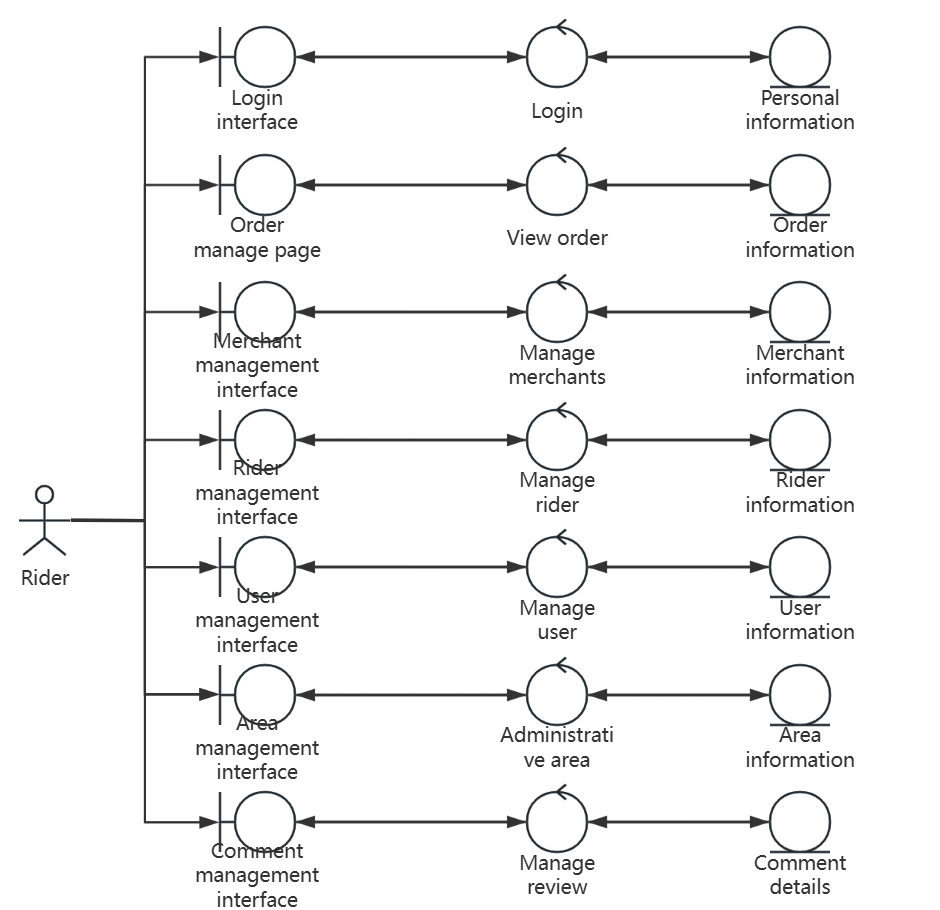 Login
interface
Login
Personal
information
Order
manage page
View order
Order
information
Merchant
management
interface
Manage
merchants
Merchant
information
Rider
management
interface
Manage
rider
Rider
information
Rider
User
management
interface
Manage
user
User
information
Area
management
interface
Administrati
ve area
Area
information
Comment
management
interface
Manage
review
Comment
details